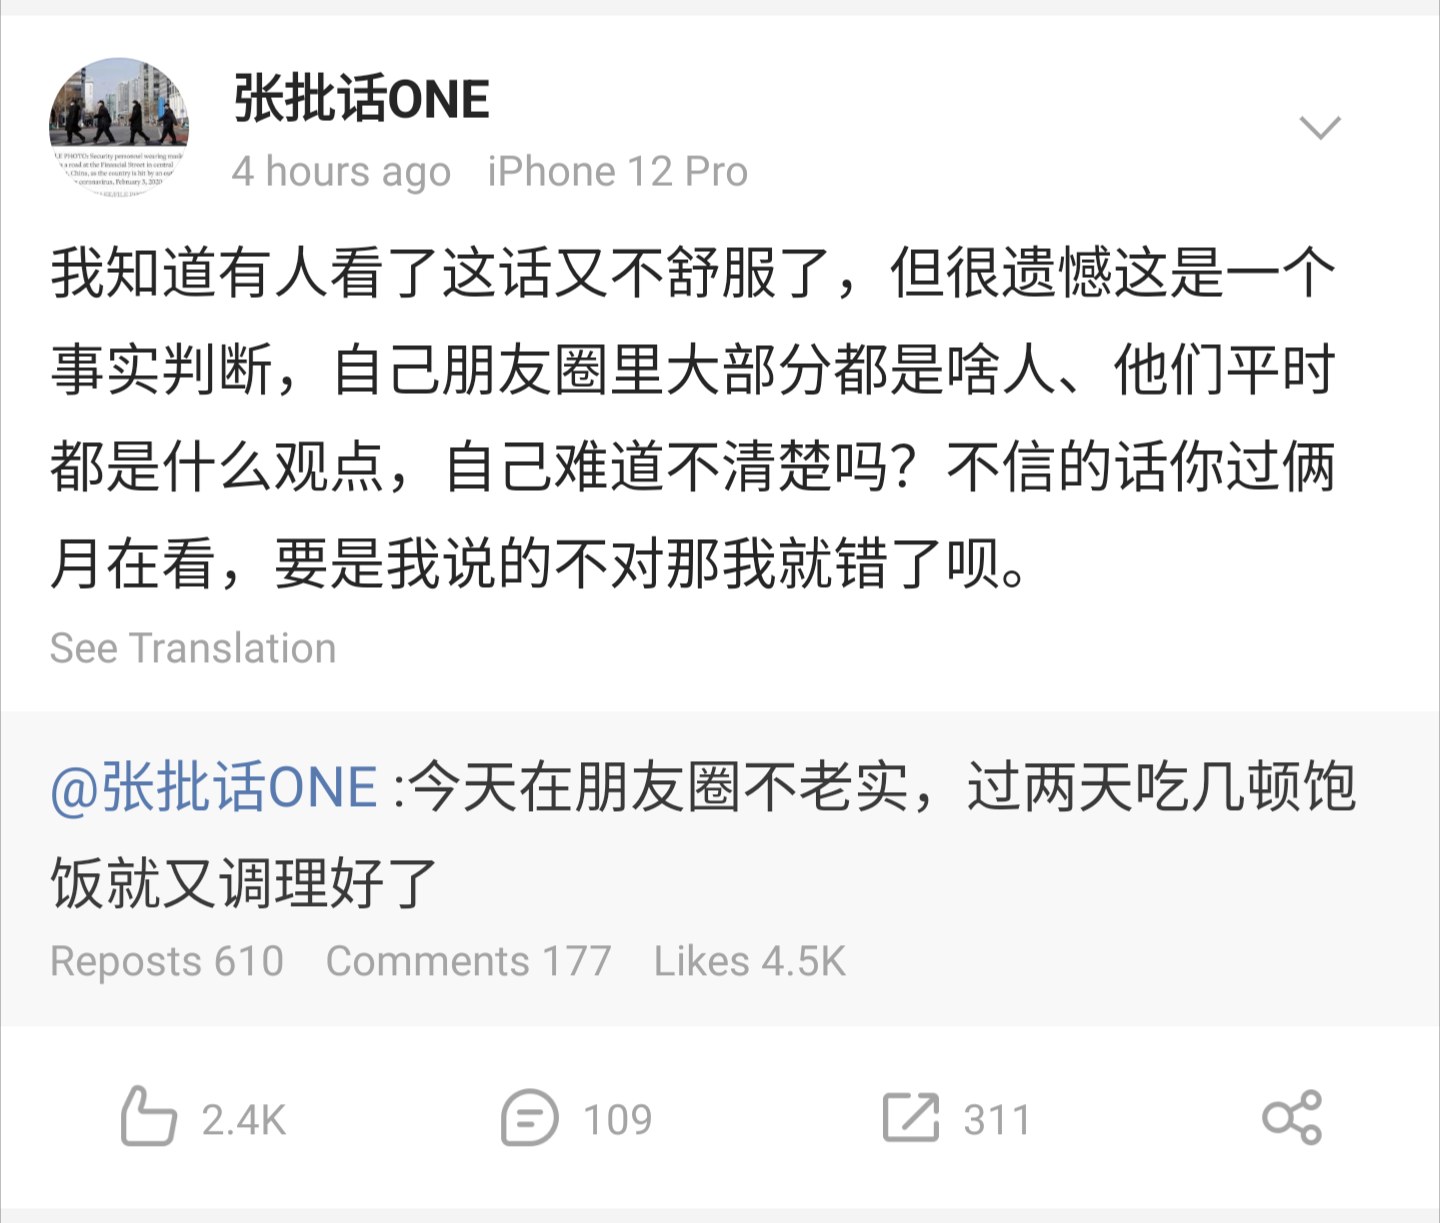 张批话ONE
4 hours ago iPhone 12 Pro
我知道有人看了这话又不舒服了，但很遗憾这是一个
事实判断，自己朋友圈里大部分都是啥人、他们平时
都是什么观点，自己难道不清楚吗？不信的话你过俩
月在看，要是我说的不对那我就错了呗。
See Translation
@张批话ONE :今天在朋友圈不老实，过两天吃几顿饱
饭就又调理好了
Reposts 610 Comments 177 Likes 4.5K
2.4K 109 311